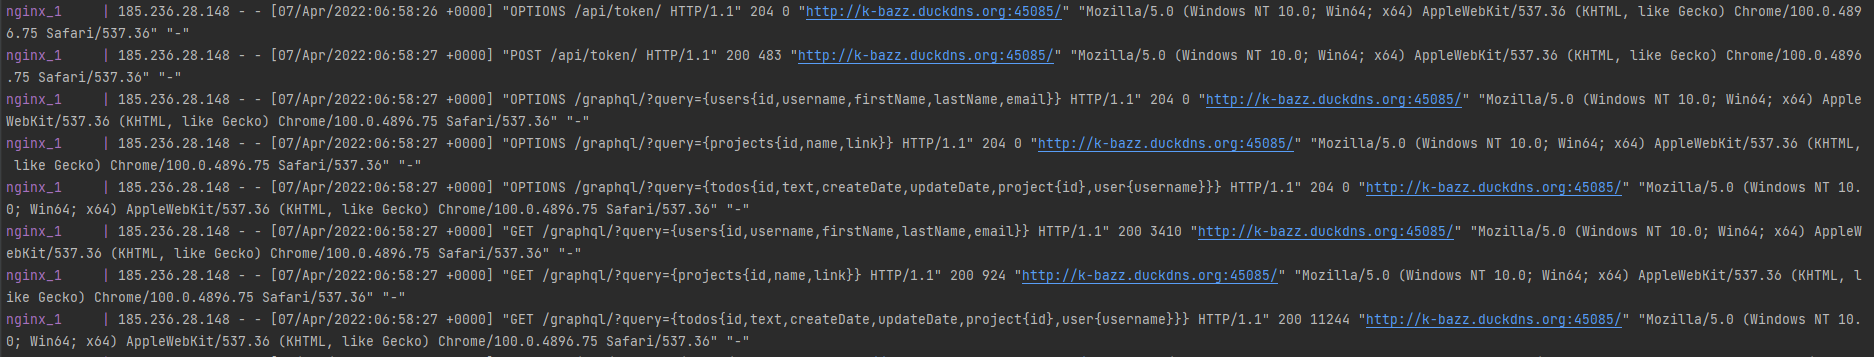 nginx_1     | 185.236.28.148 - - [07/Apr/2022:06:58:26 +0000] "OPTIONS /api/token/ HTTP/1.1" 204 0 "http://k-bazz.duckdns.org:45085/" "Mozilla/5.0 (Windows NT 10.0; Win64; x64) AppleWebKit/537.36 (KHTML, like Gecko) Chrome/100.0.489
6.75 Safari/537.36" "-"
nginx_1     | 185.236.28.148 - - [07/Apr/2022:06:58:27 +0000] "POST /api/token/ HTTP/1.1" 200 483 "http://k-bazz.duckdns.org:45085/" "Mozilla/5.0 (Windows NT 10.0; Win64; x64) AppleWebKit/537.36 (KHTML, like Gecko) Chrome/100.0.4896
.75 Safari/537.36" "-"
nginx_1     | 185.236.28.148 - - [07/Apr/2022:06:58:27 +0000] "OPTIONS /graphql/?query={users{id,username,firstName,lastName,email}} HTTP/1.1" 204 0 "http://k-bazz.duckdns.org:45085/" "Mozilla/5.0 (Windows NT 10.0; Win64; x64) Apple
WebKit/537.36 (KHTML, like Gecko) Chrome/100.0.4896.75 Safari/537.36" "-"
nginx_1     | 185.236.28.148 - - [07/Apr/2022:06:58:27 +0000] "OPTIONS /graphql/?query={projects{id,name,link}} HTTP/1.1" 204 0 "http://k-bazz.duckdns.org:45085/" "Mozilla/5.0 (Windows NT 10.0; Win64; x64) AppleWebKit/537.36 (KHTML,
 like Gecko) Chrome/100.0.4896.75 Safari/537.36" "-"
nginx_1     | 185.236.28.148 - - [07/Apr/2022:06:58:27 +0000] "OPTIONS /graphql/?query={todos{id,text,createDate,updateDate,project{id},user{username}}} HTTP/1.1" 204 0 "http://k-bazz.duckdns.org:45085/" "Mozilla/5.0 (Windows NT 10.
0; Win64; x64) AppleWebKit/537.36 (KHTML, like Gecko) Chrome/100.0.4896.75 Safari/537.36" "-"
nginx_1     | 185.236.28.148 - - [07/Apr/2022:06:58:27 +0000] "GET /graphql/?query={users{id,username,firstName,lastName,email}} HTTP/1.1" 200 3410 "http://k-bazz.duckdns.org:45085/" "Mozilla/5.0 (Windows NT 10.0; Win64; x64) AppleW
ebKit/537.36 (KHTML, like Gecko) Chrome/100.0.4896.75 Safari/537.36" "-"
nginx_1     | 185.236.28.148 - - [07/Apr/2022:06:58:27 +0000] "GET /graphql/?query={projects{id,name,link}} HTTP/1.1" 200 924 "http://k-bazz.duckdns.org:45085/" "Mozilla/5.0 (Windows NT 10.0; Win64; x64) AppleWebKit/537.36 (KHTML, l
ike Gecko) Chrome/100.0.4896.75 Safari/537.36" "-"
nginx_1     | 185.236.28.148 - - [07/Apr/2022:06:58:27 +0000] "GET /graphql/?query={todos{id,text,createDate,updateDate,project{id},user{username}}} HTTP/1.1" 200 11244 "http://k-bazz.duckdns.org:45085/" "Mozilla/5.0 (Windows NT 10.
0; Win64; x64) AppleWebKit/537.36 (KHTML, like Gecko) Chrome/100.0.4896.75 Safari/537.36" "-"